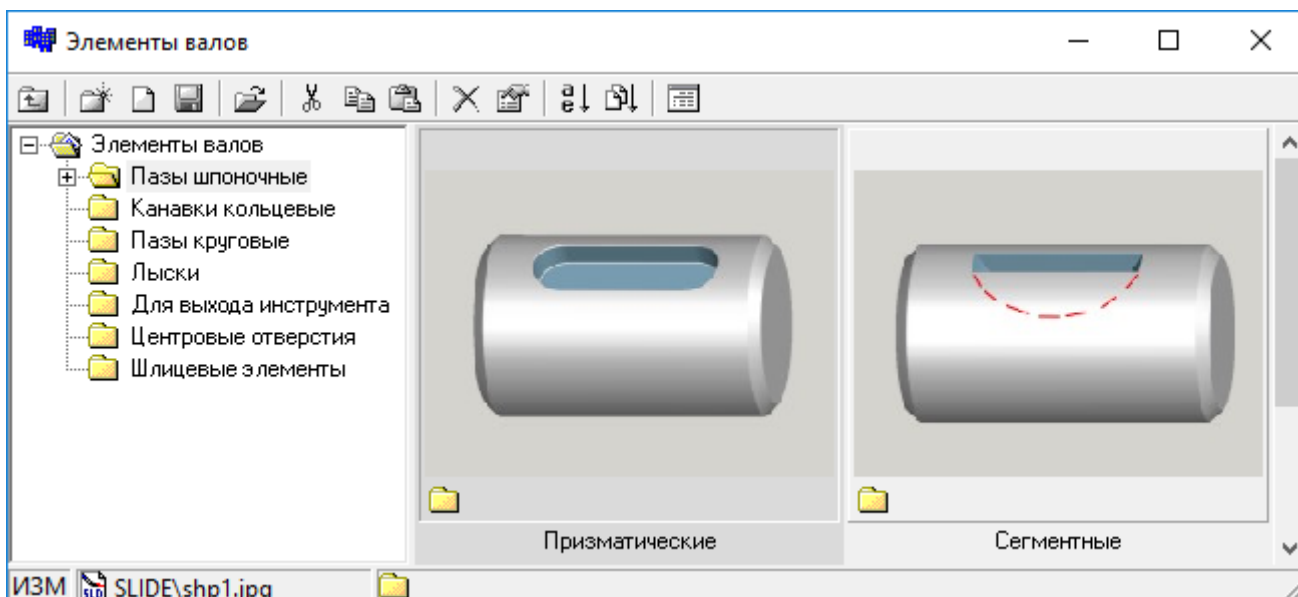 Элементы валов
Элементы валов
Пазы шпоночные
Канавки кольцевые
Пазы круговые
Лыски
Для выхода инструмента
Центровые отверстия
Шлицевые элементы
Призматические
Сегментные
ИЗМ SLD SLIDE\shp1.jpg